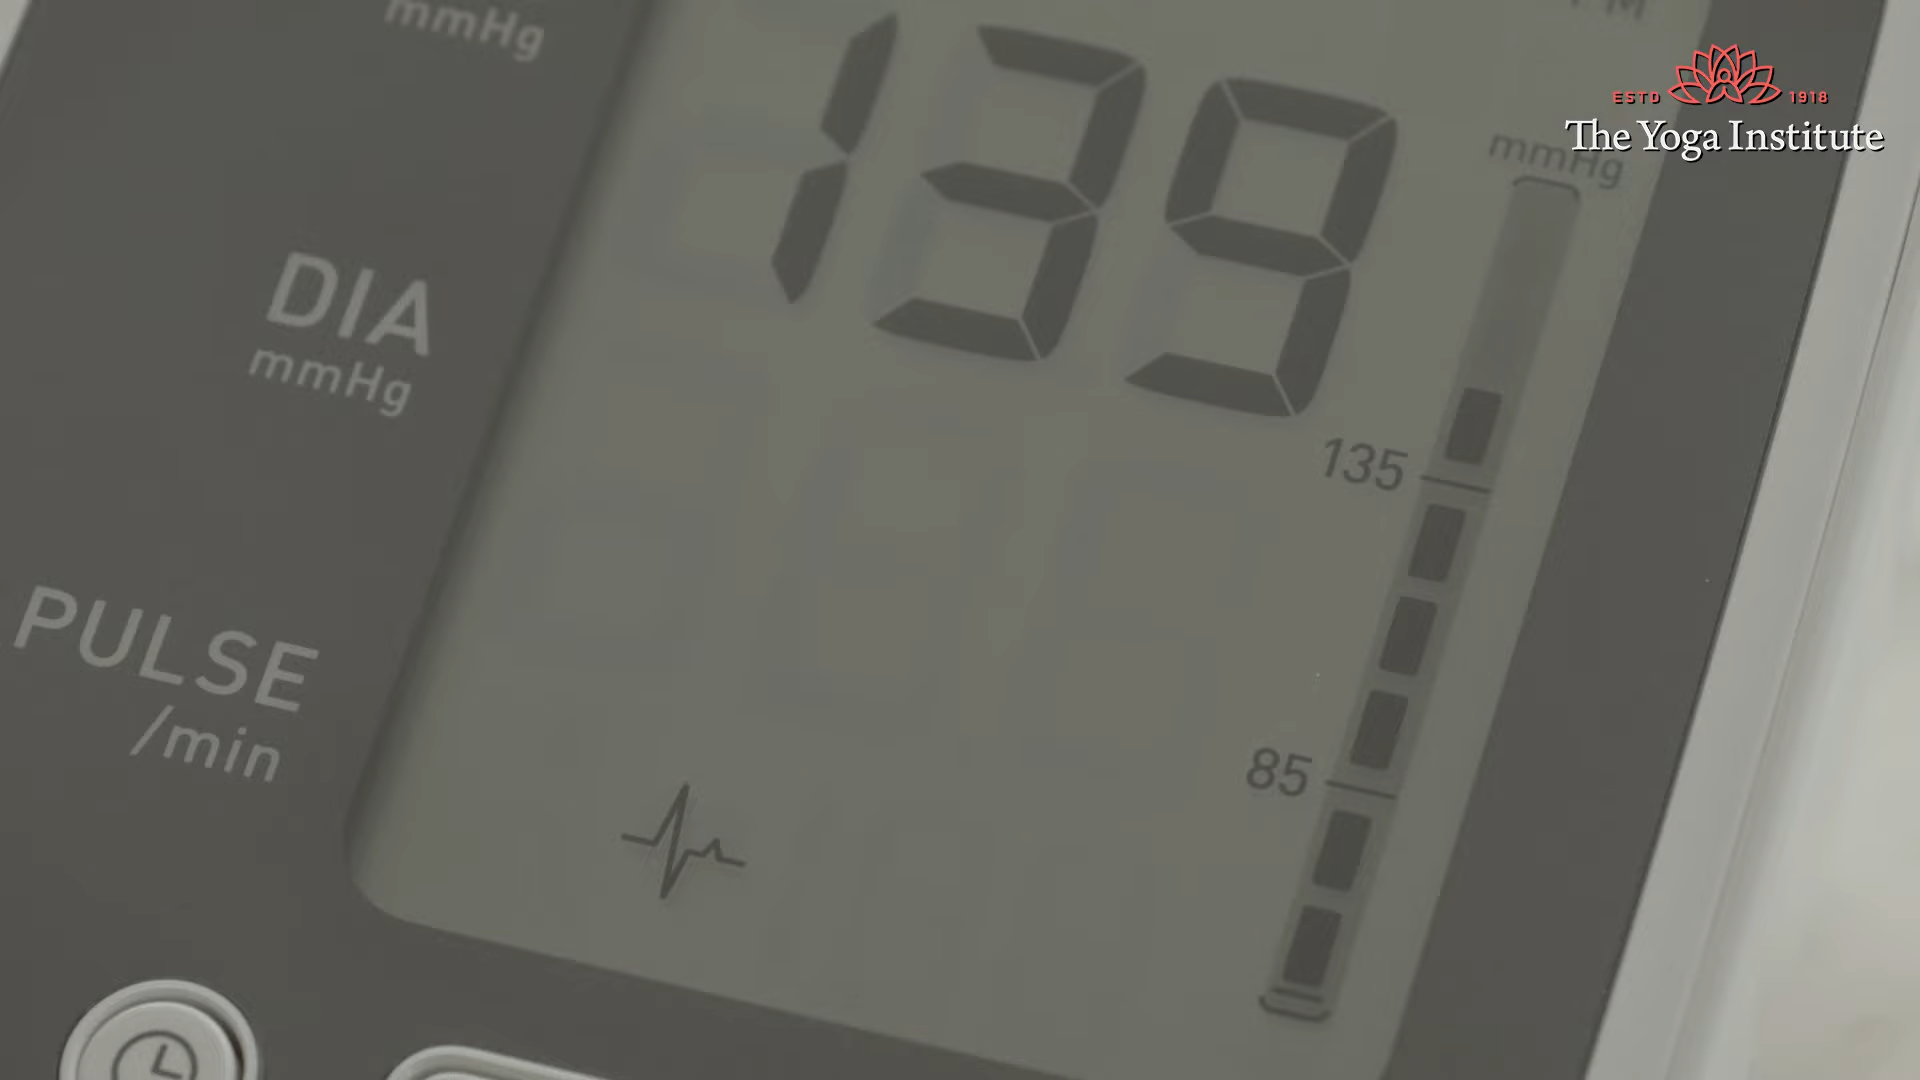 mmHg
139
ESTD 1918
The Yoga Institute
mmHg
DIA
mmHg
135
PULSE
/min
85